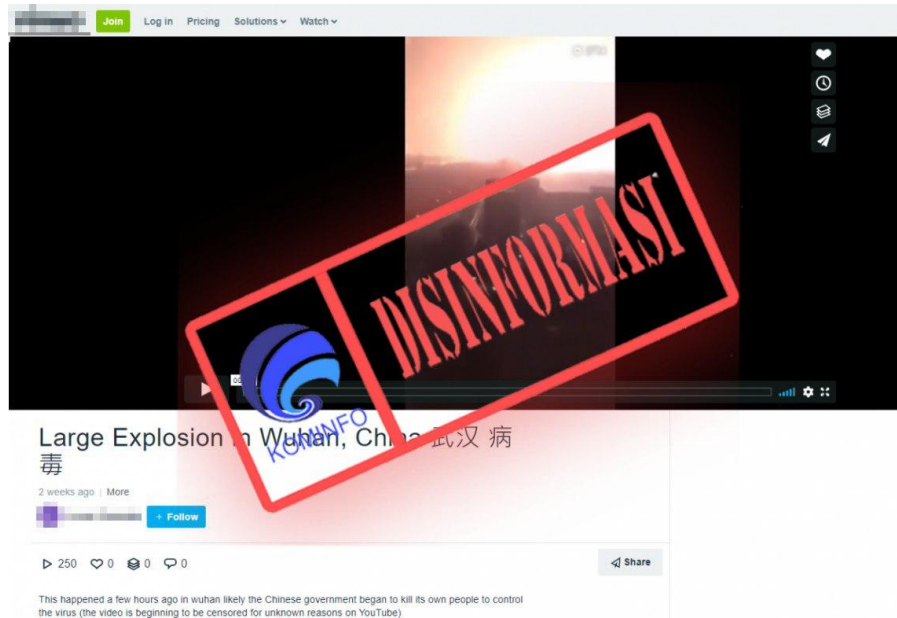 Join Log in Pricing Solutions Watch
DISINFORMASI
KOMINFO
Large Explosion in Wuhan, China 武汉 病
毒
2 weeks ago | More
+ Follow
250 0 0 0
Share
This happened a few hours ago in wuhan likely the Chinese government began to kill its own people to control
the virus (the video is beginning to be censored for unknown reasons on YouTube)